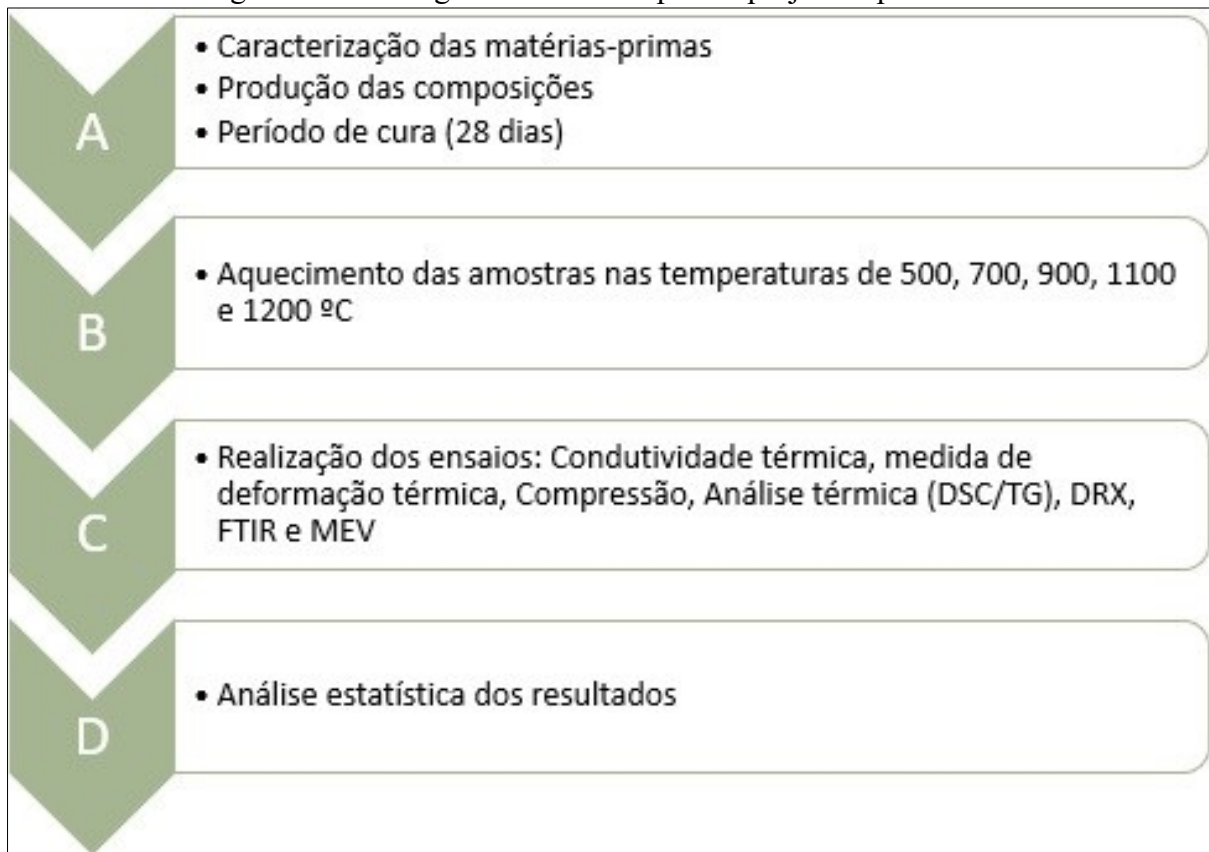 A
• Caracterização das matérias-primas
• Produção das composições
• Período de cura (28 dias)
B
• Aquecimento das amostras nas temperaturas de 500, 700, 900, 1100
e 1200 ºC
C
• Realização dos ensaios: Condutividade térmica, medida de
deformação térmica, Compressão, Análise térmica (DSC/TG), DRX,
FTIR e MEV
D
• Análise estatística dos resultados